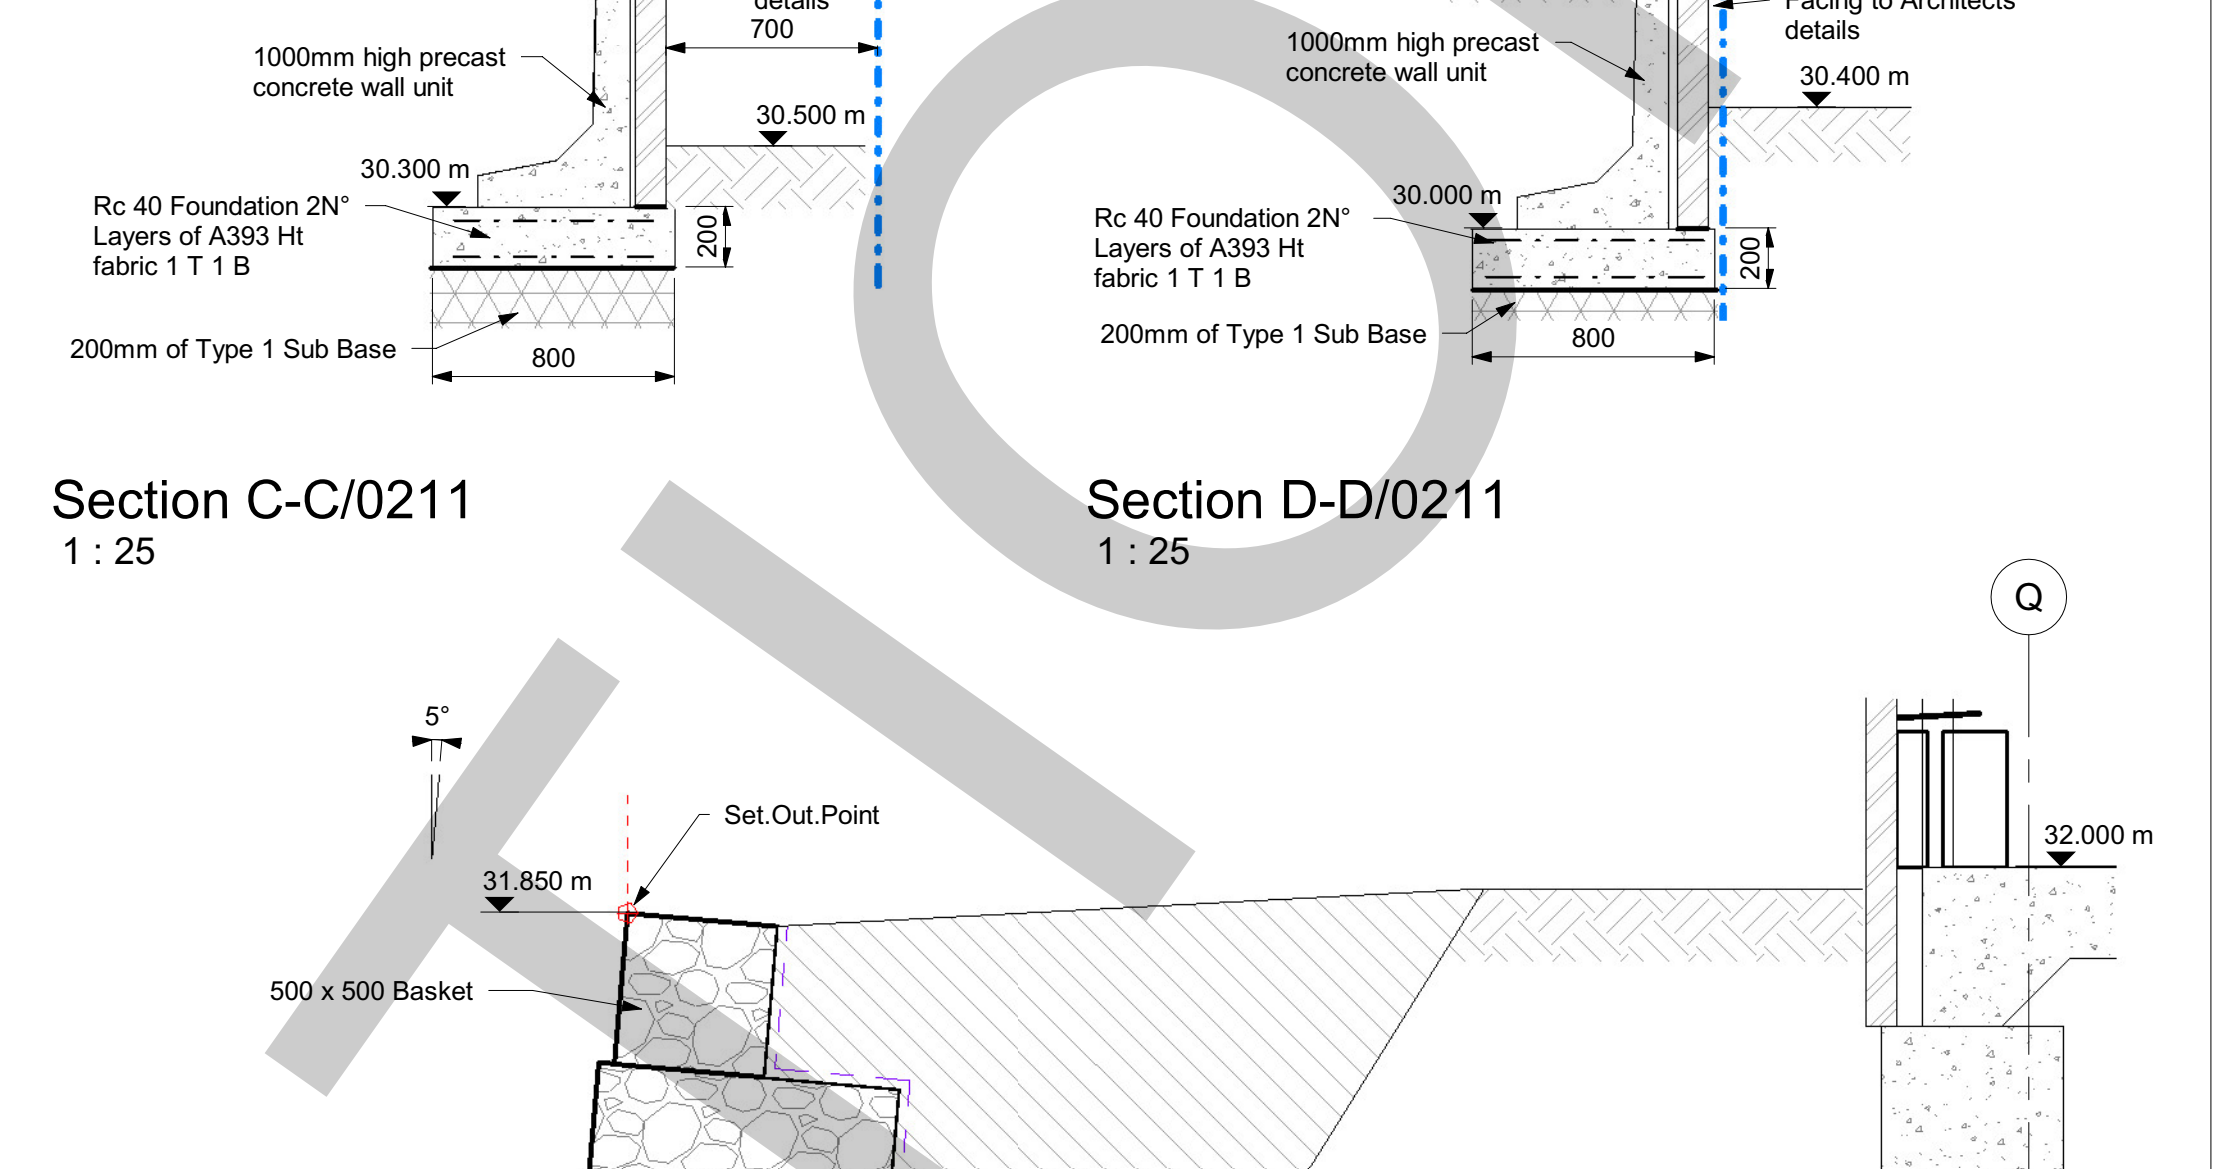 details
700
1000mm high precast
concrete wall unit
30.500 m
30.300 m
Rc 40 Foundation 2N°
Layers of A393 Ht
fabric 1 T 1 B
200
200mm of Type 1 Sub Base
800
Section C-C/0211
1 : 25
Facing to Architects
details
1000mm high precast
concrete wall unit
30.400 m
30.000 m
Rc 40 Foundation 2N°
Layers of A393 Ht
fabric 1 T 1 B
200
200mm of Type 1 Sub Base
800
Section D-D/0211
1 : 25
Q
5°
Set.Out.Point
31.850 m
32.000 m
500 x 500 Basket